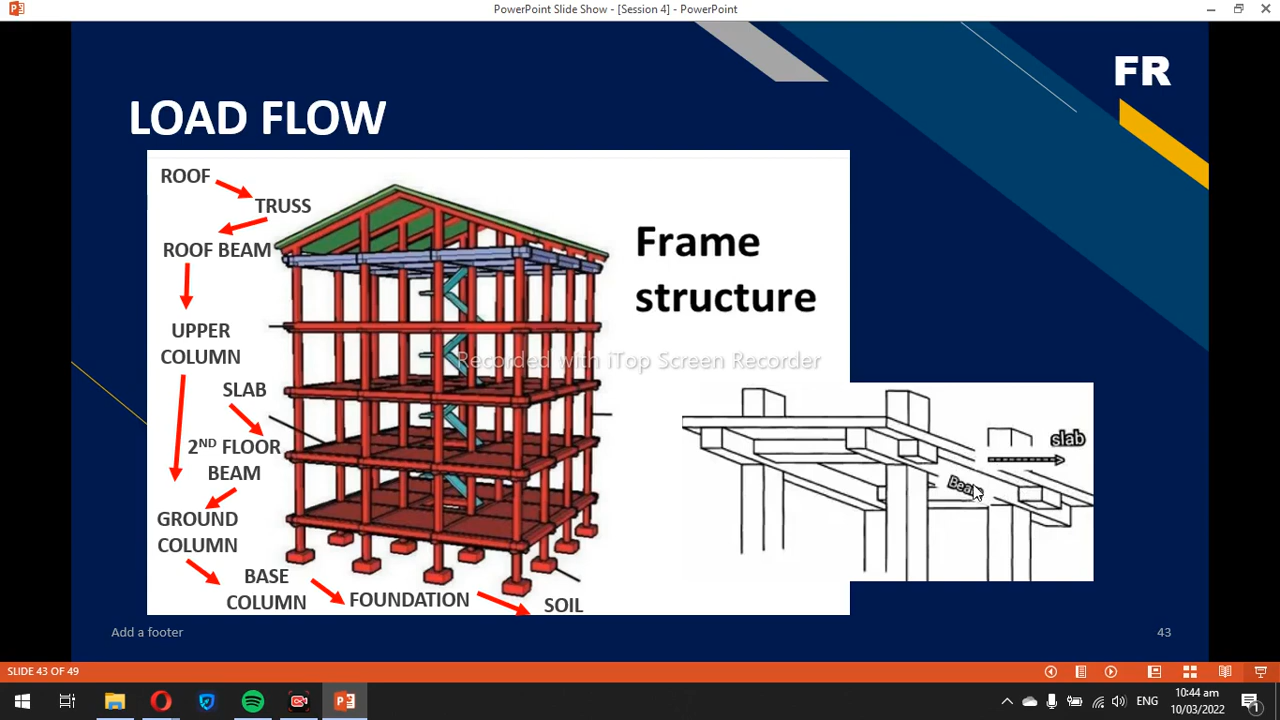 PowerPoint Slide Show - [Session 4] - PowerPoint
FR
LOAD FLOW
ROOF
TRUSS
ROOF BEAM
UPPER
COLUMN
SLAB
2ND FLOOR
BEAM
GROUND
COLUMN
BASE
COLUMN
FOUNDATION
SOIL
Frame
structure
Recorded with iTop Screen Recorder
slab
Beam
Add a footer
43
SLIDE 43 OF 49
ENG
10:44 am
10/03/2022
1